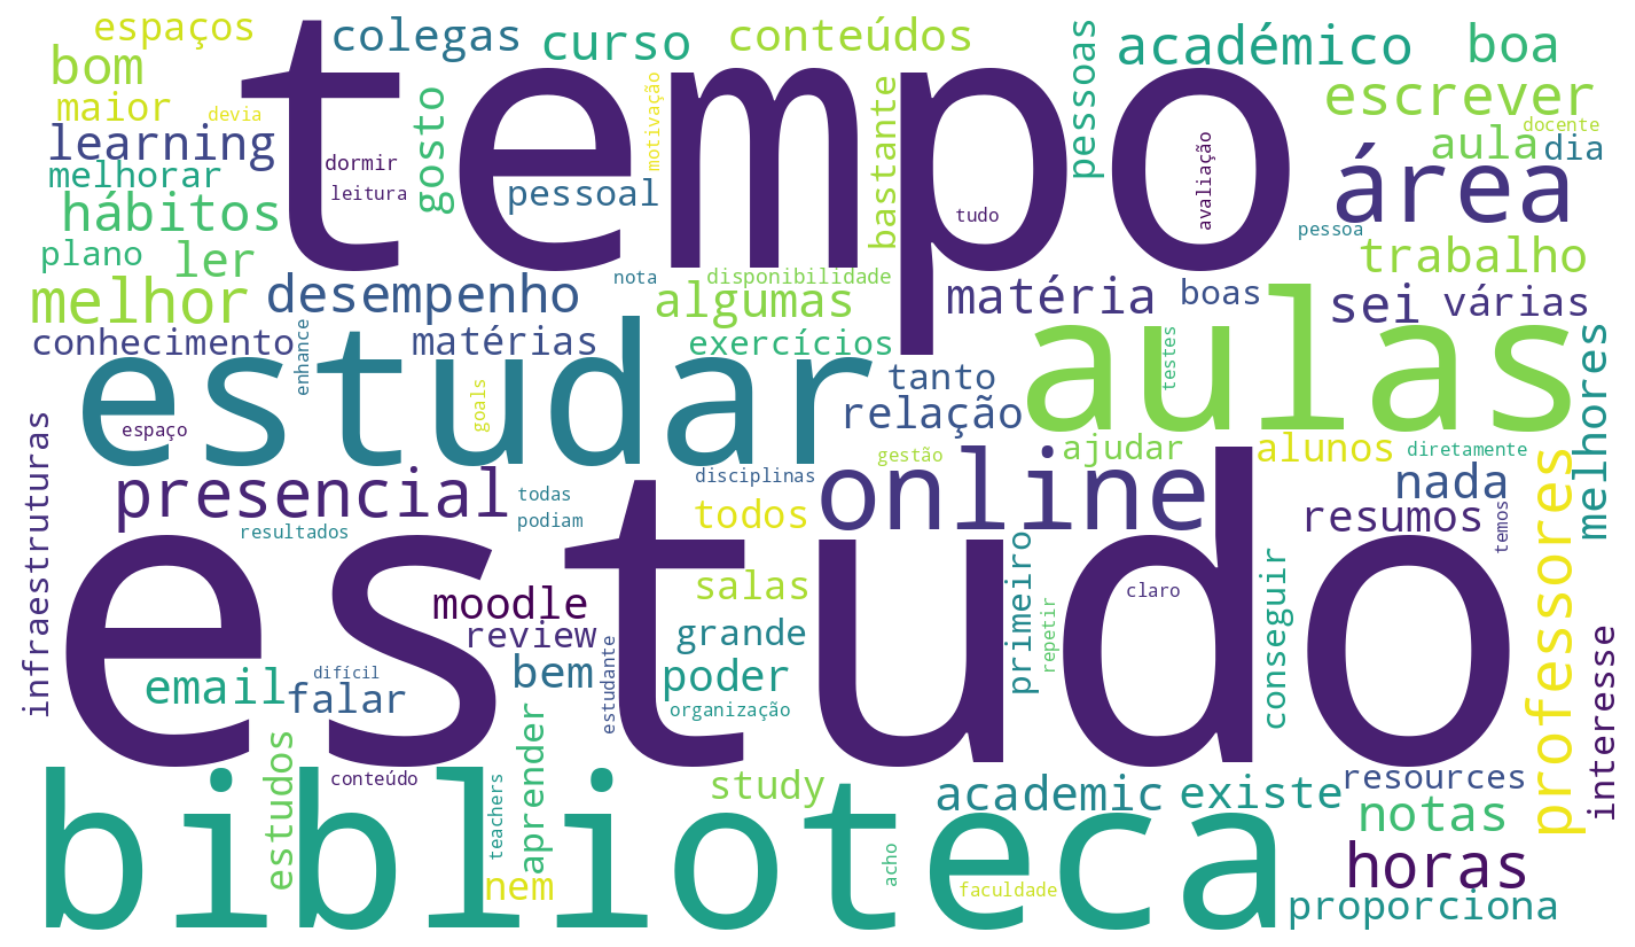 espaços
colegas
curso
conteúdos
académico
boa
tempo
bom
maior
devia
motivação
pessoas
escrever
learning
dormir
gosto
bastante
avaliação
docente
aula
dia
melhorar
leitura
pessoal
tudo
área
hábitos
pessoa
plano
ler
trabalho
melhor
desempenho
nota
disponibilidade
algumas
matéria
boas
sei
várias
conhecimento
enhance
matérias
exercícios
aulas
testes
melhores
estudar
goals
tanto
relação
espaço
infraestruturas
gestão
ajudar
alunos
diretamente
presencial
disciplinas
online
nada
professores
todas
podiam
todos
resumos
temos
resultados
estudo
moodle
salas
primeiro
claro
conseguir
review
grande
repetir
interesse
email
difícil
falar
bem
estudante
poder
organização
estudos
conteúdo
teachers
aprender
study
academic
existe
resources
biblioteca
notas
nem
acho
faculdade
horas
proporciona